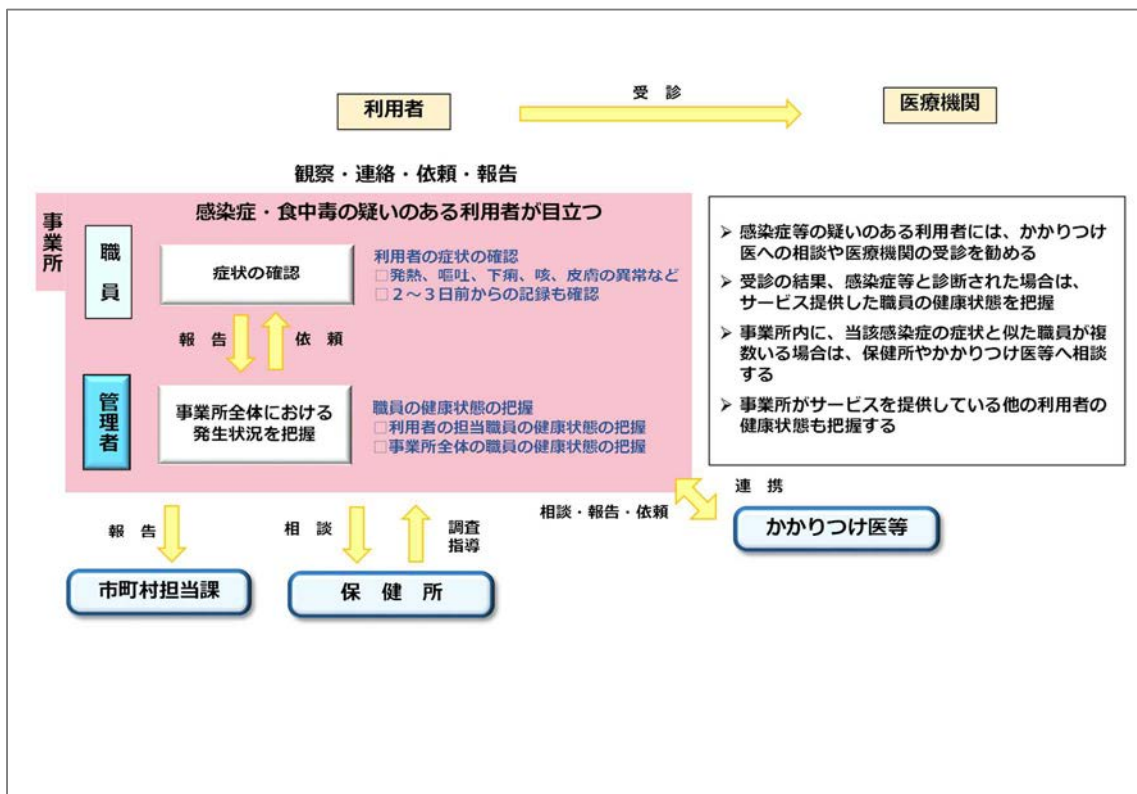 利用者
受 診
医療機関
観察・連絡・依頼・報告
事業所
感染症・食中毒の疑いのある利用者が目立つ
職員
症状の確認
利用者の症状の確認
□発熱、嘔吐、下痢、咳、皮膚の異常など
□２～３日前からの記録も確認
報 告
依 頼
管理者
事業所全体における
発生状況を把握
職員の健康状態の把握
□利用者の担当職員の健康状態の把握
□事業所全体の職員の健康状態の把握
➢ 感染症等の疑いのある利用者には、かかりつけ
医への相談や医療機関の受診を勧める
➢ 受診の結果、感染症等と診断された場合は、
サービス提供した職員の健康状態を把握
➢ 事業所内に、当該感染症の症状と似た職員が複
数いる場合は、保健所やかかりつけ医等へ相談
する
➢ 事業所がサービスを提供している他の利用者の
健康状態も把握する
報 告
相 談
調査
指導
相談・報告・依頼
連 携
かかりつけ医等
市町村担当課
保 健 所